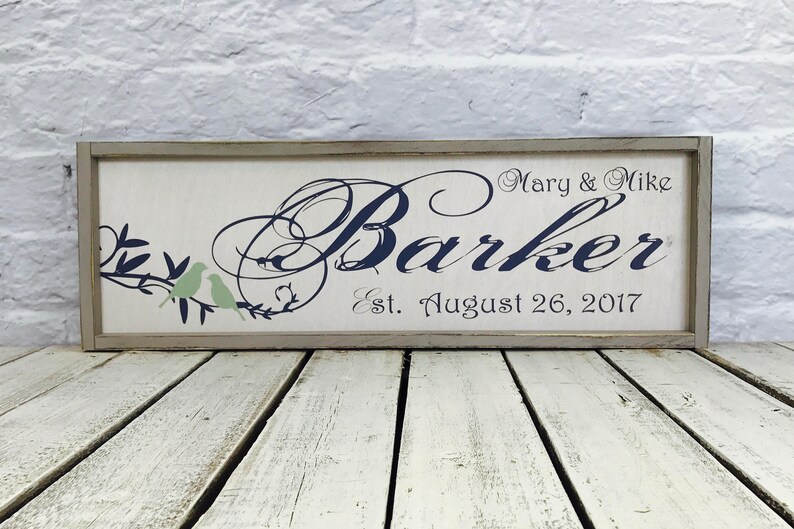 Mary & Mike
Barker
Est. August 26, 2017